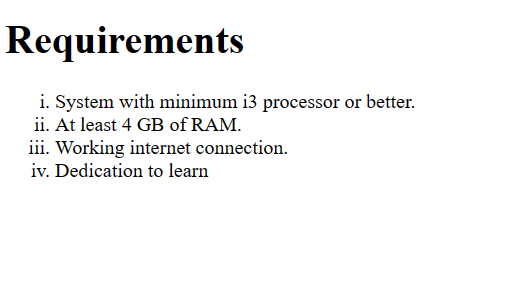 Requirements
i. System with minimum i3 processor or better.
ii. At least 4 GB of RAM.
iii. Working internet connection.
iv. Dedication to learn